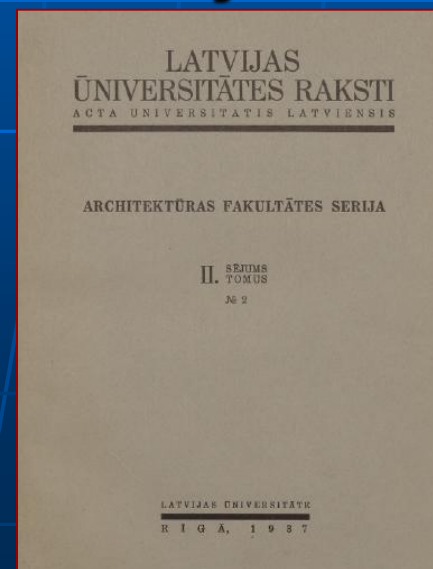 LATVIJAS
ŪNIVERSITĀTES RAKSTI
ACTA UNIVERSITATIS LATVIENSIS
ARCHITEKTŪRAS FAKULTĀTES SERIJA
II. SĒJUMS
TOMUS
№ 2
LATVIJAS ŪNIVERSITĀTE
RĪGĀ, 1937